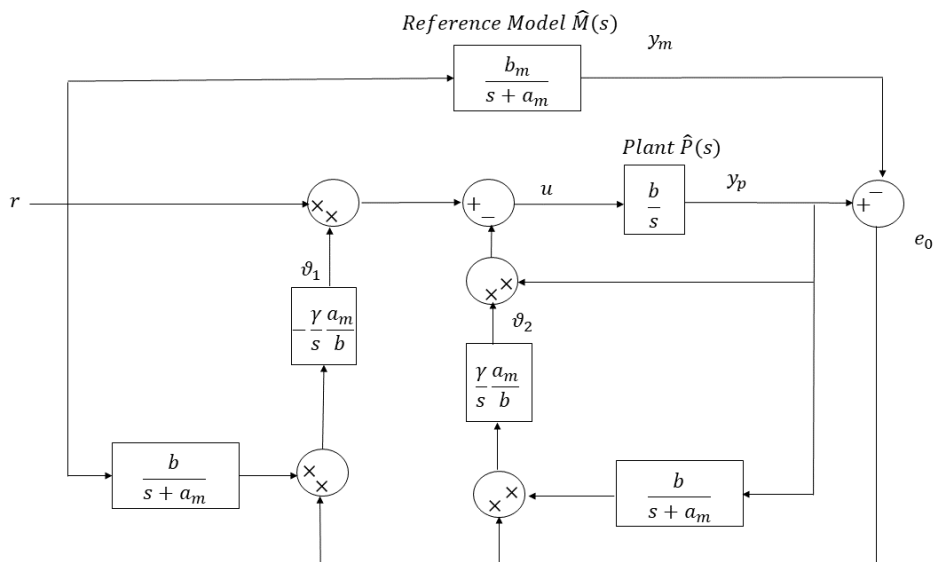 Reference Model M̂(s)
y_m
b_m
s + a_m
Plant P̂(s)
r
× ×
+ −
u
b
s
y_p
+ −
e_0
ϑ_1
× ×
ϑ_2
− γ a_m
s b
γ a_m
s b
b
s + a_m
× ×
× ×
b
s + a_m